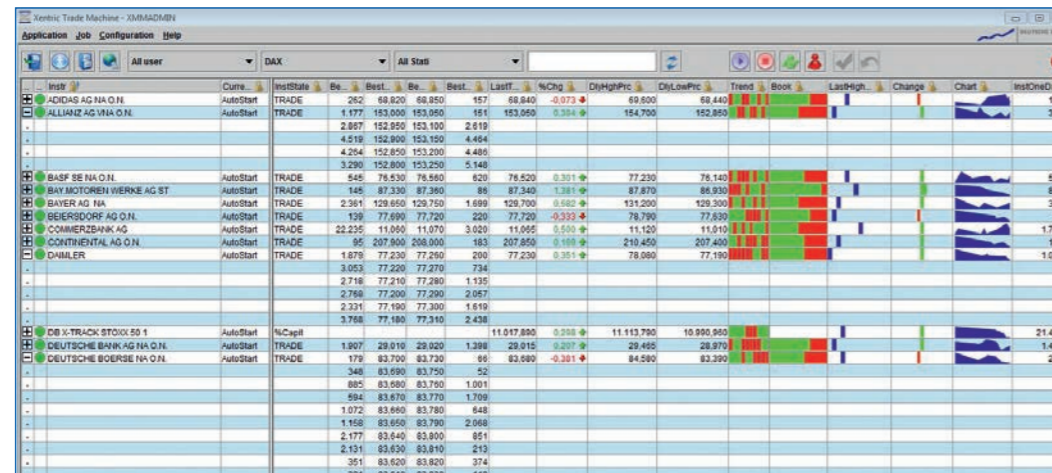 Xentric Trade Machine - XMMADMIN
Application Job Configuration Help
All user DAX All Stati
Instr Curre... InstState Be... Best... Be... Best... LastT... %Chg DlyHghPrc DlyLowPrc Trend Book LastHigh... Change Chart InstOneD
ADIDAS AG NA O.N. AutoStart TRADE 262 68,820 68,850 157 68,840 -0,073 69,600 68,440
ALLIANZ AG VNA O.N. AutoStart TRADE 1.177 153,000 153,050 151 153,050 0,384 154,700 152,850
2.867 152,950 153,100 2.619
4.519 152,900 153,150 4.464
4.264 152,850 153,200 4.486
3.290 152,800 153,250 5.148
BASF SE NA O.N. AutoStart TRADE 545 76,530 76,560 620 76,520 0,301 77,230 76,140
BAY.MOTOREN WERKE AG ST AutoStart TRADE 145 87,330 87,360 86 87,340 1,381 87,870 86,930
BAYER AG NA AutoStart TRADE 2.361 129,650 129,750 1.699 129,700 0,582 131,200 129,300
BEIERSDORF AG O.N. AutoStart TRADE 139 77,690 77,720 220 77,720 -0,333 78,790 77,630
COMMERZBANK AG AutoStart TRADE 22.235 11,060 11,070 3.020 11,065 0,500 11,120 11,010
CONTINENTAL AG O.N. AutoStart TRADE 95 207,900 208,000 183 207,850 0,199 210,450 207,400
DAIMLER AutoStart TRADE 1.879 77,230 77,260 200 77,230 0,351 78,080 77,190
3.053 77,220 77,270 734
2.718 77,210 77,280 1.135
2.768 77,200 77,290 2.057
2.331 77,190 77,300 1.619
3.768 77,180 77,310 2.438
DB X-TRACK STOXX 50 1 AutoStart %Capit 11.017,890 0,298 11.113,790 10.990,960 21.4
DEUTSCHE BANK AG NA O.N. AutoStart TRADE 1.907 29,010 29,020 1.398 29,015 0,207 29,465 28,970 1.4
DEUTSCHE BOERSE NA O.N. AutoStart TRADE 179 83,700 83,730 66 83,680 -0,381 84,580 83,390
348 83,690 83,750 52
885 83,680 83,760 1.001
594 83,670 83,770 1.709
1.072 83,660 83,780 648
1.158 83,650 83,790 2.068
2.177 83,640 83,800 851
2.131 83,630 83,810 213
351 83,620 83,820 374